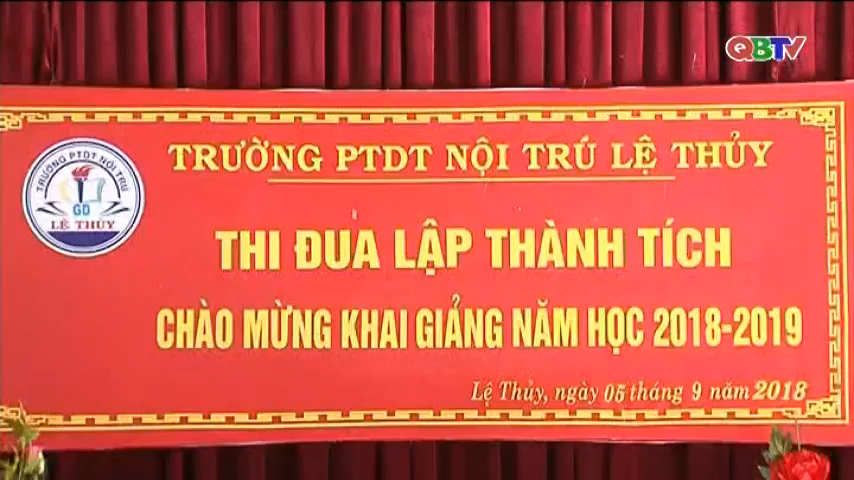 QBTV
TRƯỜNG PTDT NỘI TRÚ LỆ THỦY
TRƯỜNG PTDT NỘI TRÚ
GD
LỆ THỦY
THI ĐUA LẬP THÀNH TÍCH
CHÀO MỪNG KHAI GIẢNG NĂM HỌC 2018-2019
Lệ Thủy, ngày 05 tháng 9 năm 2018